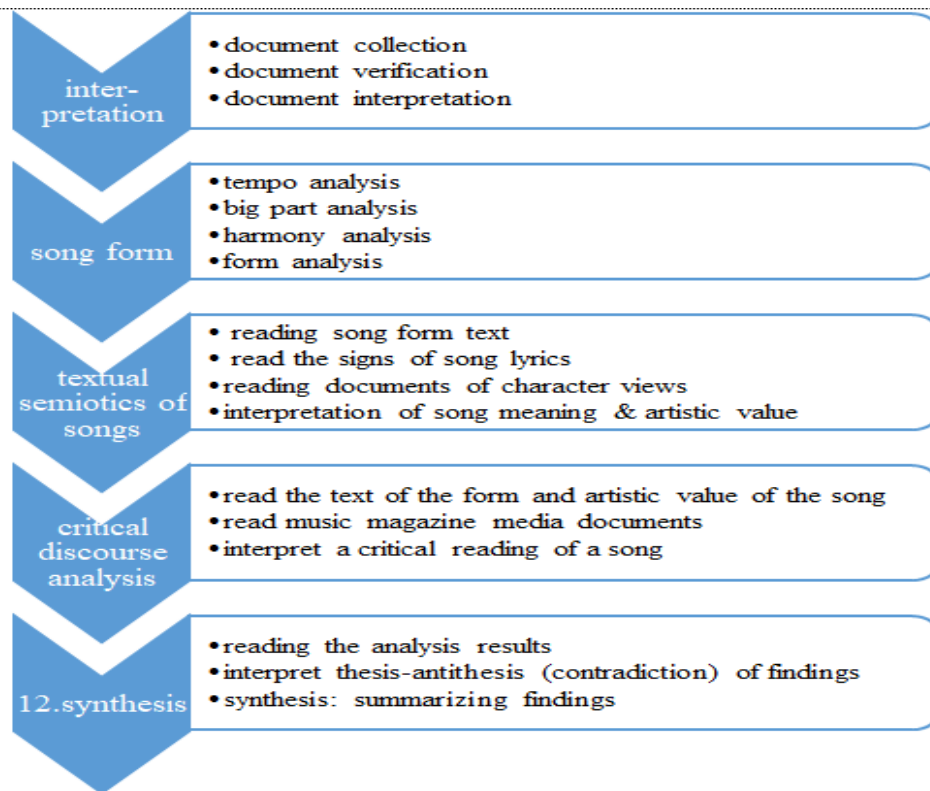 inter-
pretation
•document collection
•document verification
•document interpretation
song form
•tempo analysis
•big part analysis
•harmony analysis
•form analysis
textual
semiotics of
songs
• reading song form text
• read the signs of song lyrics
•reading documents of character views
•interpretation of song meaning & artistic value
critical
discourse
analysis
•read the text of the form and artistic value of the song
•read music magazine media documents
•interpret a critical reading of a song
12.synthesis
•reading the analysis results
•interpret thesis-antithesis (contradiction) of findings
•synthesis: summarizing findings